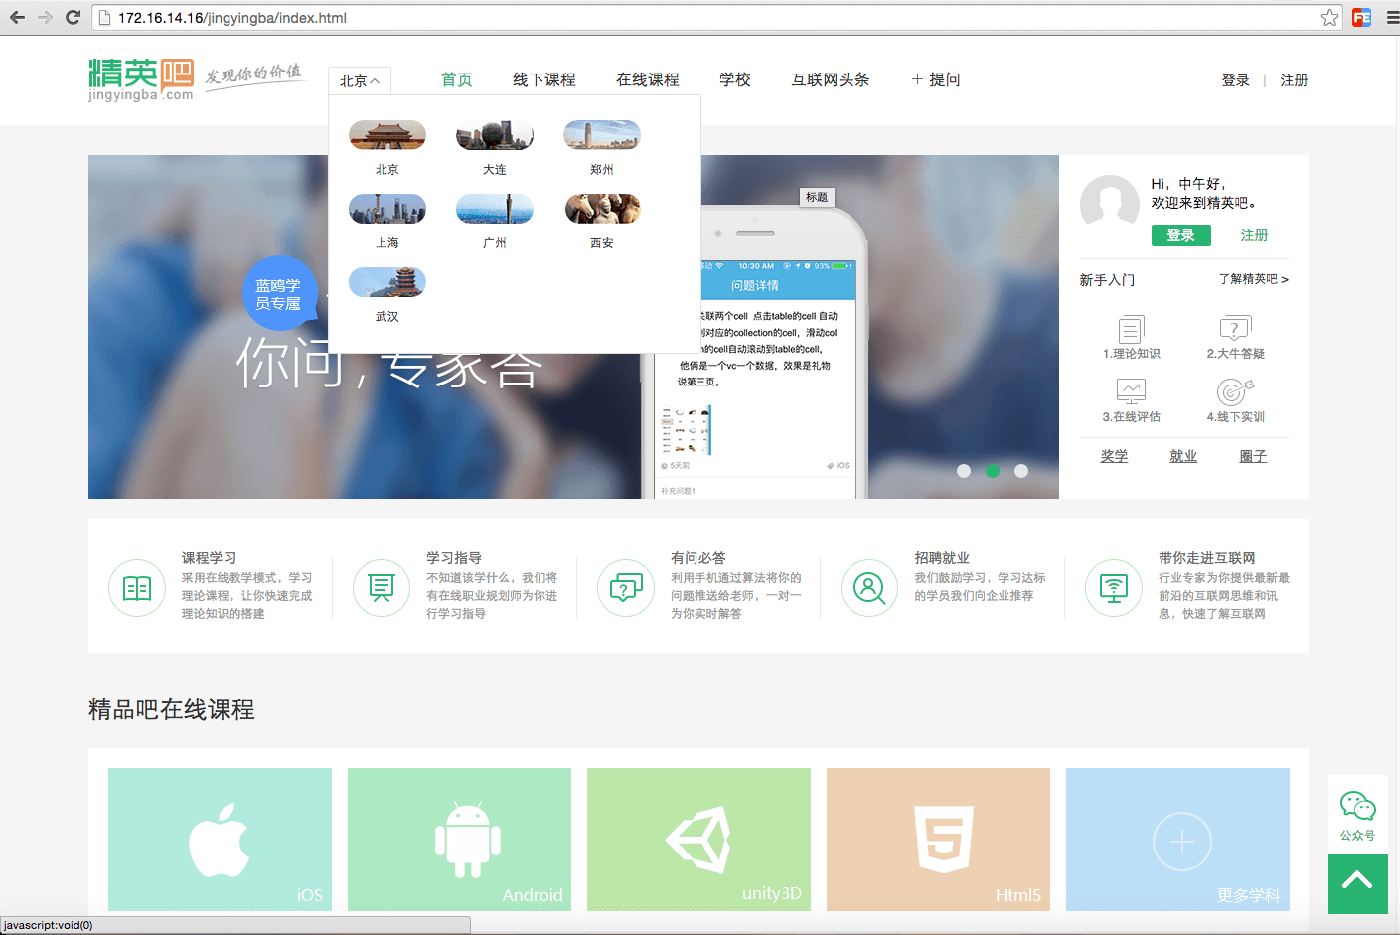 172.16.14.16/jingyingba/index.html
精英吧
jingyingba.com
发现你的价值
北京
首页
线下课程
在线课程
学校
互联网头条
+ 提问
登录 | 注册
北京
大连
郑州
上海
广州
西安
武汉
标题
蓝鸥学
员专属
你问，专家答
10:30 AM
93%
问题详情
关联两个cell 点击table的cell 自动
到对应的collection的cell，滑动col
的cell自动滚动到table的cell，
他俩是一个vc一个数据，效果是礼物
说第三页。
5天前
iOS
补充问题1
Hi，中午好，
欢迎来到精英吧。
登录
注册
新手入门
了解精英吧 >
1.理论知识
2.大牛答疑
3.在线评估
4.线下实训
奖学
就业
圈子
课程学习
采用在线教学模式，学习
理论课程，让你快速完成
理论知识的搭建
学习指导
不知道该学什么，我们将
有在线职业规划师为你进
行学习指导
有问必答
利用手机通过算法将你的
问题推送给老师，一对一
为你实时解答
招聘就业
我们鼓励学习，学习达标
的学员我们向企业推荐
带你走进互联网
行业专家为你提供最新最
前沿的互联网思维和讯
息，快速了解互联网
精品吧在线课程
iOS
Android
unity3D
Html5
更多学科
公众号
javascript:void(0)